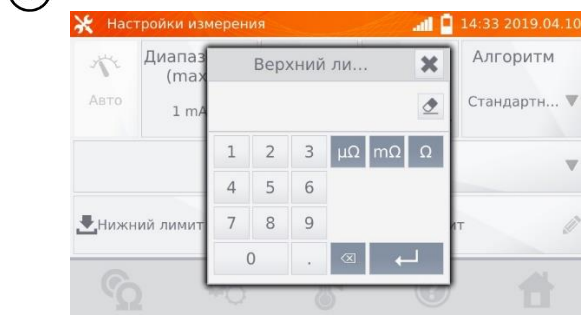 Настройки измерения 14:33 2019.04.10
Диапаз
(max
Авто
1 mA
Верхний ли...
Алгоритм
Стандартн...
1 2 3 μΩ mΩ Ω
4 5 6
7 8 9
0 .
Нижний лимит
ит